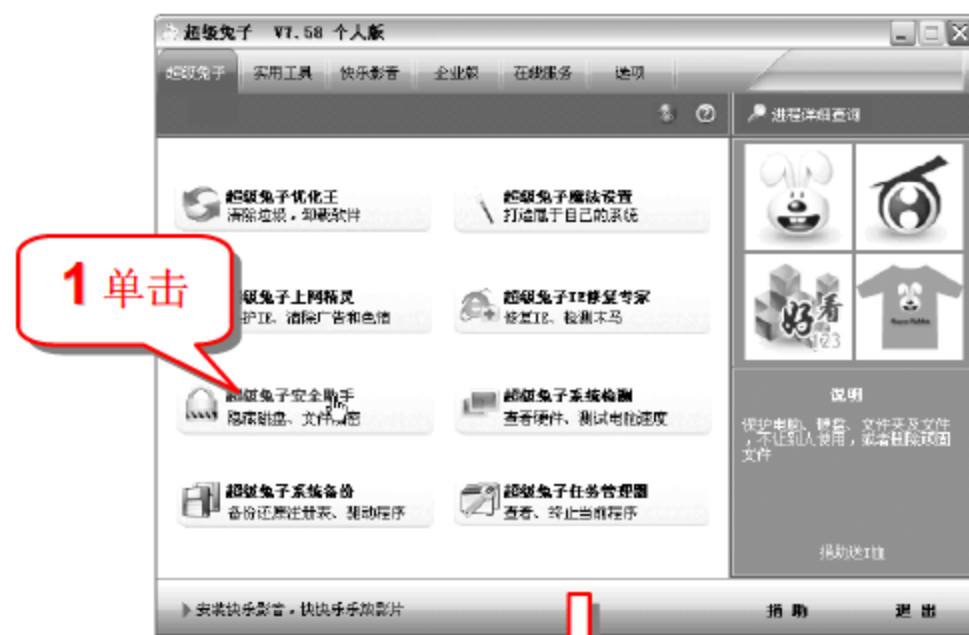 超级兔子 V7.58 个人版
超级兔子 实用工具 快乐影音 企业版 在线服务 选项
进程详细查询
超级兔子优化王
清除垃圾，卸载软件
超级兔子魔法设置
打造属于自己的系统
1 单击
级兔子上网精灵
护IE、清除广告和色情
超级兔子IE修复专家
修复IE、检测木马
好看
123
超级兔子安全助手
隐藏磁盘、文件加密
超级兔子系统检测
查看硬件、测试电脑速度
说明
保护电脑、硬盘、文件夹及文件
，不让别人使用，或者删除顽固
文件
超级兔子系统备份
备份还原注册表、驱动程序
超级兔子任务管理器
查看、终止当前程序
捐助送T恤
安装快乐影音，快快乐乐放影片
捐助
退出